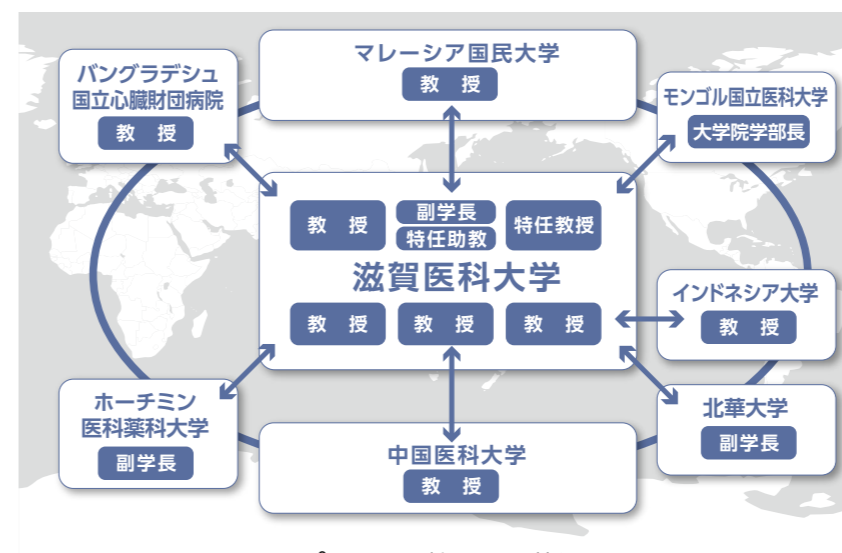 マレーシア国民大学
教　授
バングラデシュ
国立心臓財団病院
教　授
モンゴル国立医科大学
大学院学部長
教　授
副学長
特任助教
特任教授
滋賀医科大学
教　授
教　授
教　授
インドネシア大学
教　授
ホーチミン
医科薬科大学
副学長
中国医科大学
教　授
北華大学
副学長